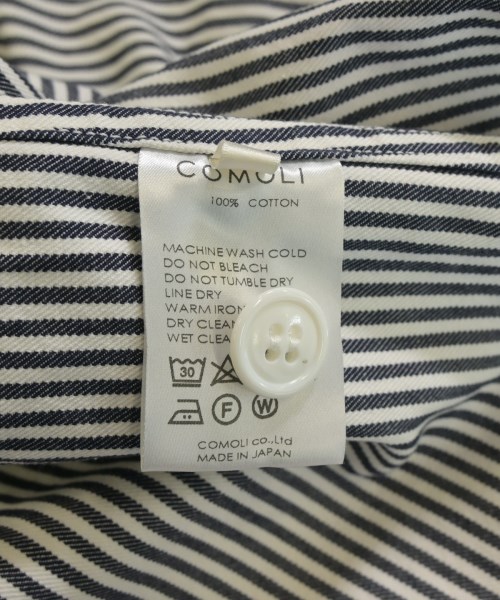 COMOLI
100% COTTON
MACHINE WASH COLD
DO NOT BLEACH
DO NOT TUMBLE DRY
LINE DRY
WARM IRON
DRY CLEAN
WET CLEA
30
F
W
COMOLI co.,Ltd
MADE IN JAPAN